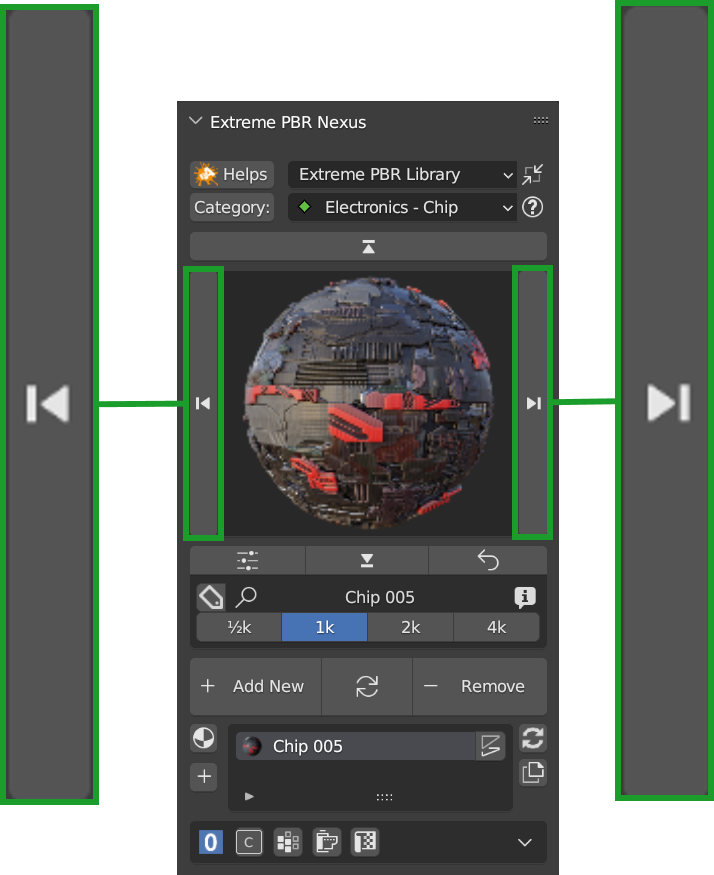 Extreme PBR Nexus
Helps Extreme PBR Library
Category: Electronics - Chip
Chip 005
½k 1k 2k 4k
+ Add New − Remove
Chip 005
0 C